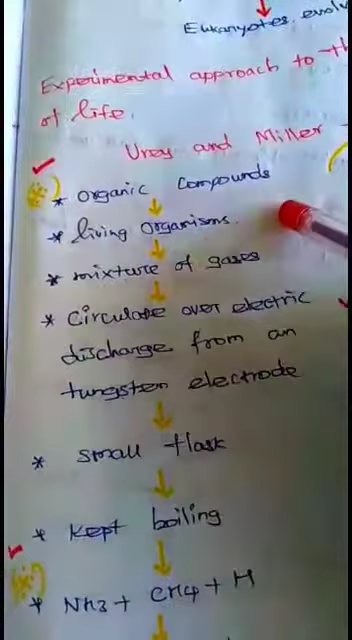 Eukaryotes evolv
Experimental approach to th
of life.
Urey and Miller
* organic compounds
* living organisms.
* mixture of gases
* circulate over electric
discharge from an
tungsten electrode
* small flask
* kept boiling
* NH3 + CH4 + H